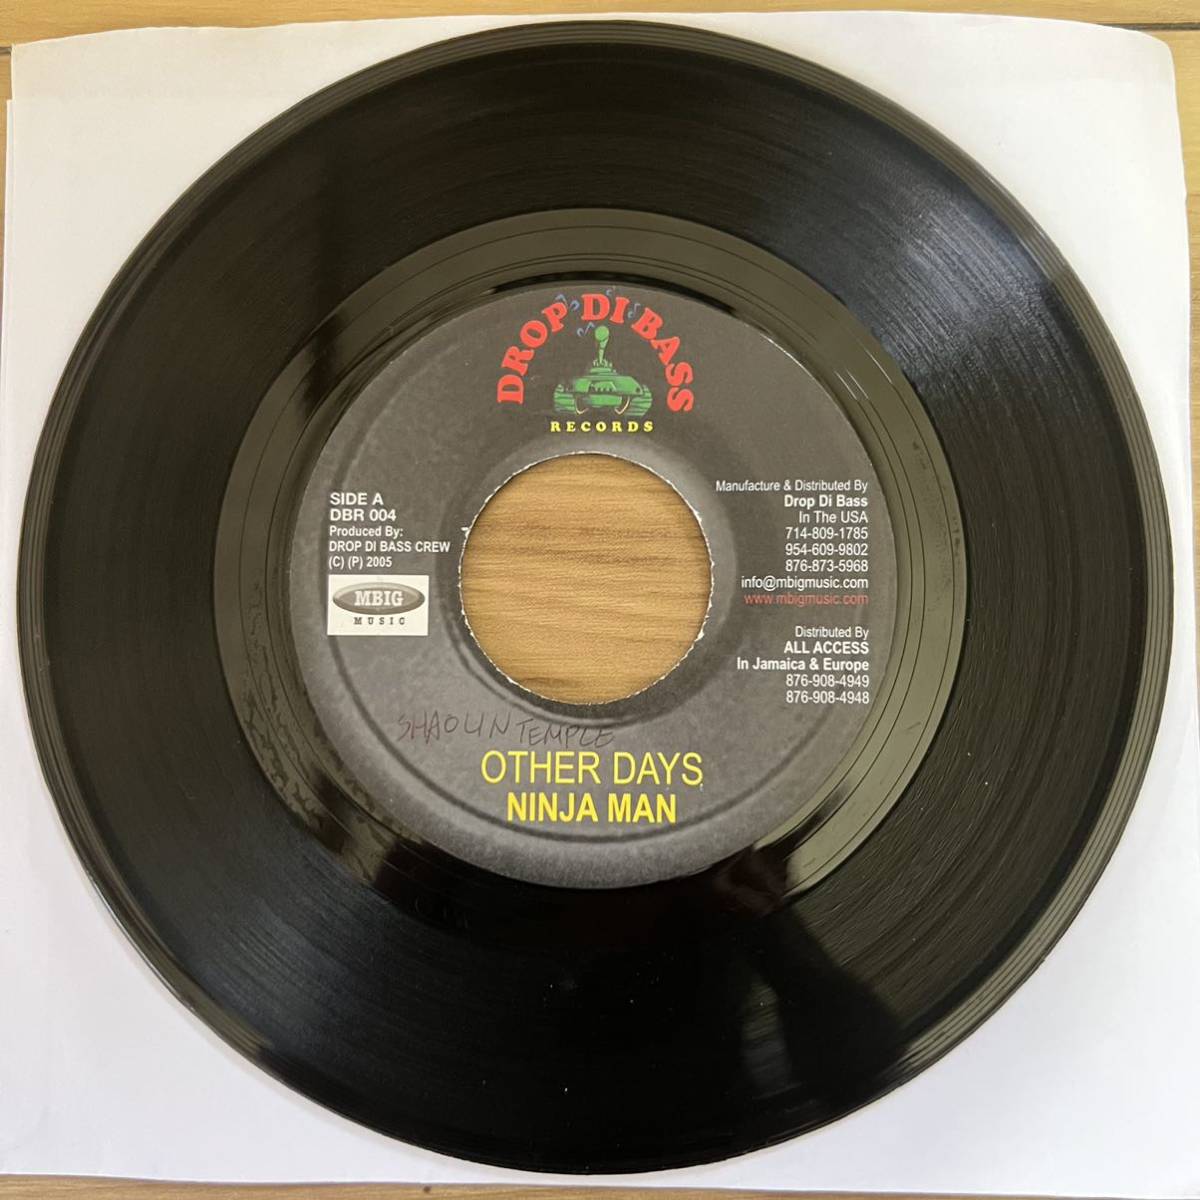 DROP DI BASS
RECORDS
SIDE A
DBR 004
Produced By:
DROP DI BASS CREW
(C) (P) 2005
MBIG
MUSIC
Manufacture & Distributed By
Drop Di Bass
In The USA
714-809-1785
954-609-9802
876-873-5968
info@mbigmusic.com
www.mbigmusic.com
Distributed By
ALL ACCESS
In Jamaica & Europe
876-908-4949
876-908-4948
SHAOLIN TEMPLE
OTHER DAYS
NINJA MAN